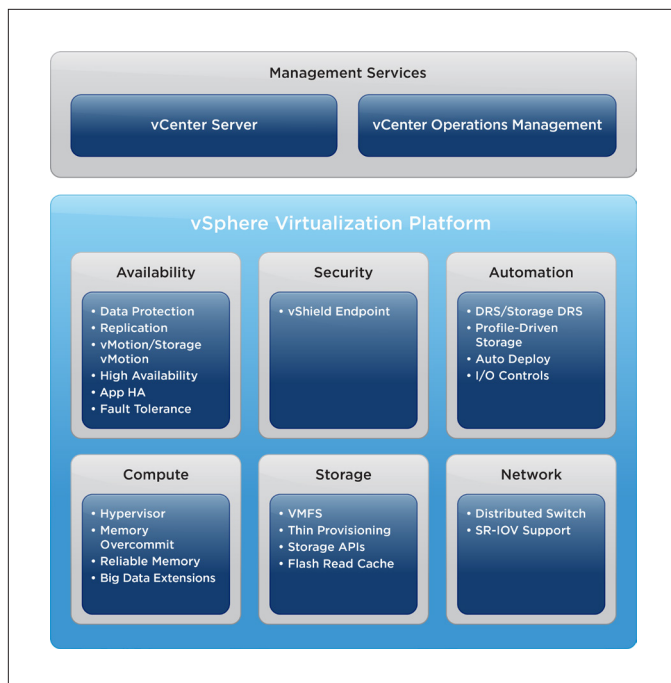 Management Services
vCenter Server
vCenter Operations Management
vSphere Virtualization Platform
Availability
• Data Protection
• Replication
• vMotion/Storage
vMotion
• High Availability
• App HA
• Fault Tolerance
Security
• vShield Endpoint
Automation
• DRS/Storage DRS
• Profile-Driven
Storage
• Auto Deploy
• I/O Controls
Compute
• Hypervisor
• Memory
Overcommit
• Reliable Memory
• Big Data Extensions
Storage
• VMFS
• Thin Provisioning
• Storage APIs
• Flash Read Cache
Network
• Distributed Switch
• SR-IOV Support